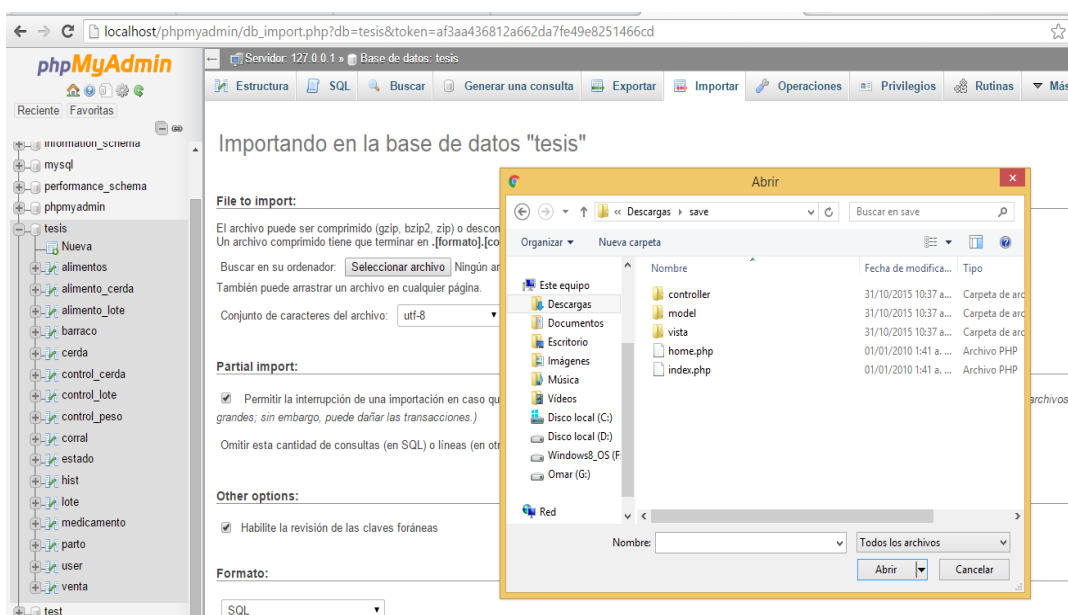 localhost/phpmyadmin/db_import.php?db=tesis&token=af3aa436812a662da7fe49e8251466cd
phpMyAdmin
Reciente Favoritas
information_schema
mysql
performance_schema
phpmyadmin
tesis
Nueva
alimentos
alimento_cerda
alimento_lote
barraco
cerda
control_cerda
control_lote
control_peso
corral
estado
hist
lote
medicamento
parto
user
venta
test
Servidor: 127.0.0.1 » Base de datos: tesis
Estructura SQL Buscar Generar una consulta Exportar Importar Operaciones Privilegios Rutinas Más
Importando en la base de datos "tesis"
File to import:
El archivo puede ser comprimido (gzip, bzip2, zip) o descom
Un archivo comprimido tiene que terminar en .[formato].[co
Buscar en su ordenador: Seleccionar archivo Ningún ar
También puede arrastrar un archivo en cualquier página.
Conjunto de caracteres del archivo: utf-8
Partial import:
Permitir la interrupción de una importación en caso qu
archivos
grandes; sin embargo, puede dañar las transacciones.)
Omitir esta cantidad de consultas (en SQL) o líneas (en otr
Other options:
Habilite la revisión de las claves foráneas
Formato:
SQL
Abrir
« Descargas save
Buscar en save
Organizar Nueva carpeta
Este equipo
Descargas
Documentos
Escritorio
Imágenes
Música
Vídeos
Disco local (C:)
Disco local (D:)
Windows8_OS (F:
Omar (G:)
Red
Nombre Fecha de modifica... Tipo
controller 31/10/2015 10:37 a... Carpeta de arc
model 31/10/2015 10:37 a... Carpeta de arc
vista 31/10/2015 10:37 a... Carpeta de arc
home.php 01/01/2010 1:41 a. ... Archivo PHP
index.php 01/01/2010 1:41 a. ... Archivo PHP
Nombre: Todos los archivos
Abrir Cancelar